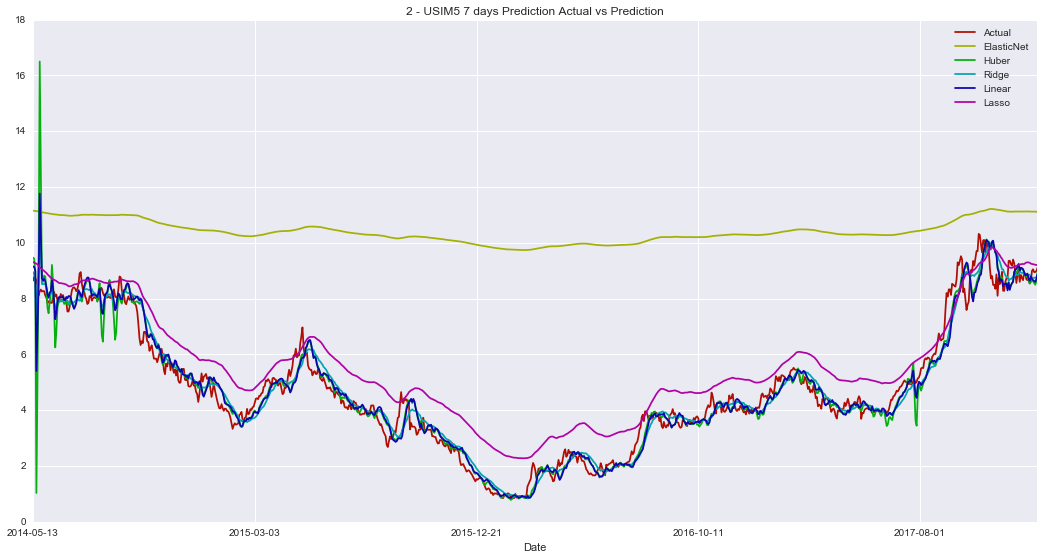 2 - USIM5 7 days Prediction Actual vs Prediction
18
16
14
12
10
8
6
4
2
0
Actual
ElasticNet
Huber
Ridge
Linear
Lasso
2014-05-13
2015-03-03
2015-12-21
2016-10-11
2017-08-01
Date